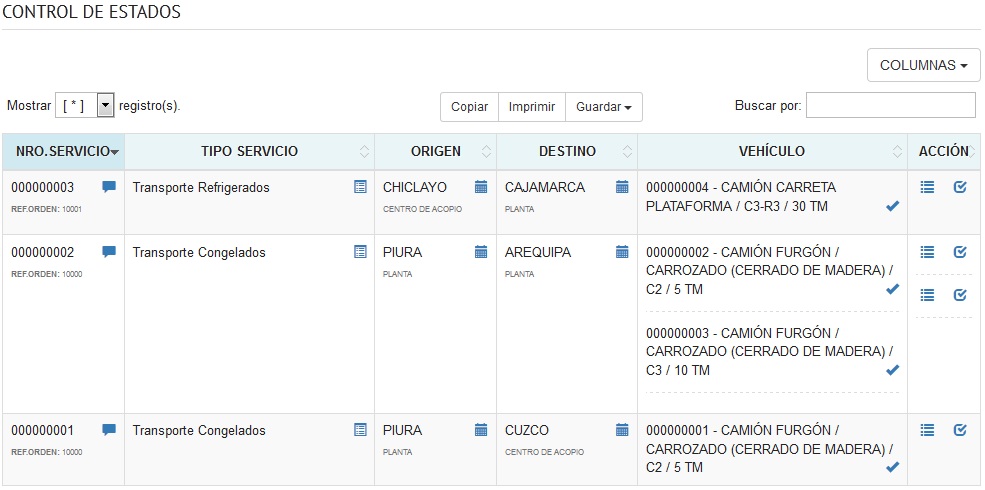 CONTROL DE ESTADOS
COLUMNAS
Mostrar [ * ] registro(s). Copiar Imprimir Guardar Buscar por:
NRO.SERVICIO TIPO SERVICIO ORIGEN DESTINO VEHÍCULO ACCIÓN
000000003 Transporte Refrigerados CHICLAYO CAJAMARCA 000000004 - CAMIÓN CARRETA
PLATAFORMA / C3-R3 / 30 TM
REF.ORDEN: 10001 CENTRO DE ACOPIO PLANTA
000000002 Transporte Congelados PIURA AREQUIPA 000000002 - CAMIÓN FURGÓN /
CARROZADO (CERRADO DE MADERA) /
REF.ORDEN: 10000 PLANTA PLANTA
C2 / 5 TM
000000003 - CAMIÓN FURGÓN /
CARROZADO (CERRADO DE MADERA) /
C3 / 10 TM
000000001 Transporte Congelados PIURA CUZCO 000000001 - CAMIÓN FURGÓN /
CARROZADO (CERRADO DE MADERA) /
REF.ORDEN: 10000 PLANTA CENTRO DE ACOPIO
C2 / 5 TM